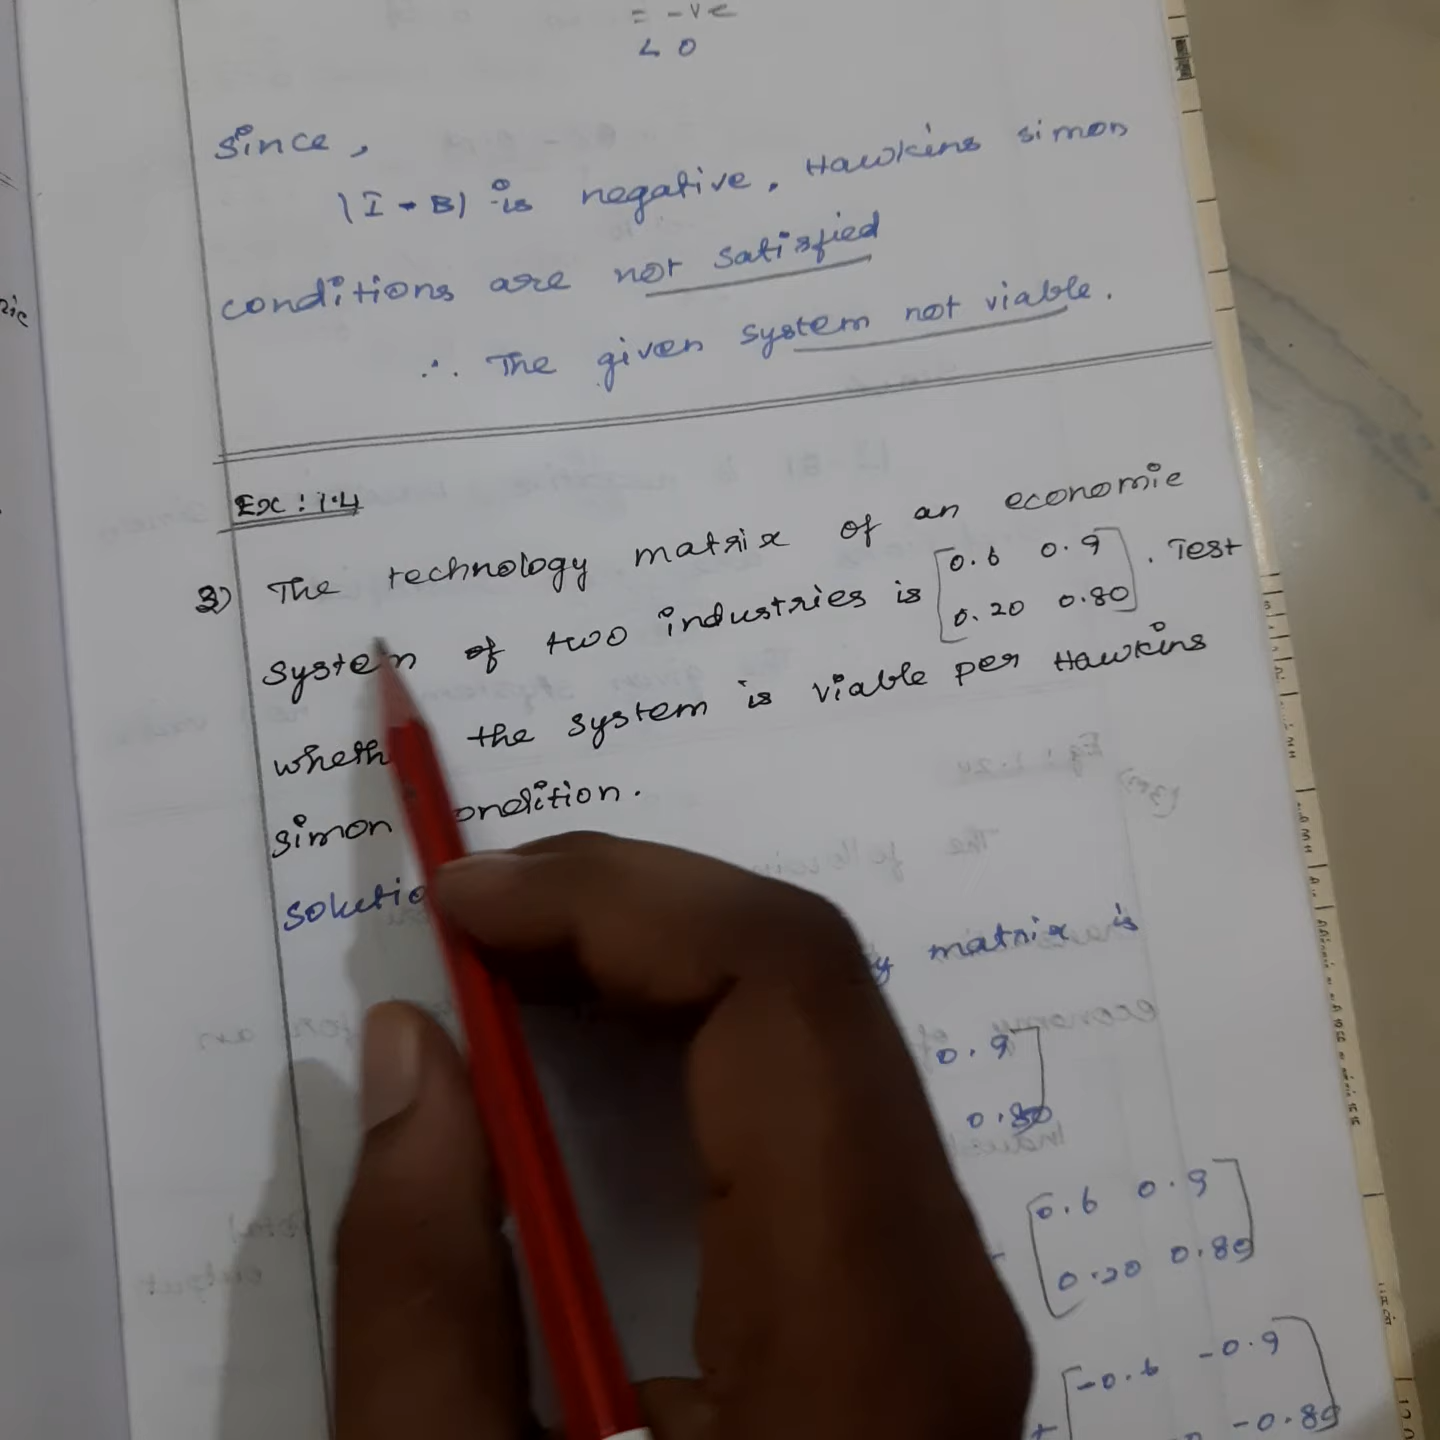 = -ve
< 0
Since,
|I - B| is negative, Hawkins simon
conditions are not satisfied
∴ The given system not viable.
Ex : 1.4
3) The technology matrix of an economic
system of two industries is [0.6 0.9
0.20 0.80]. Test
the system is viable per Hawkins
simon condition.
matrix is
0.9]
0.80
[0.6 0.9
0.20 0.80]
+ [-0.6 -0.9
-0.80